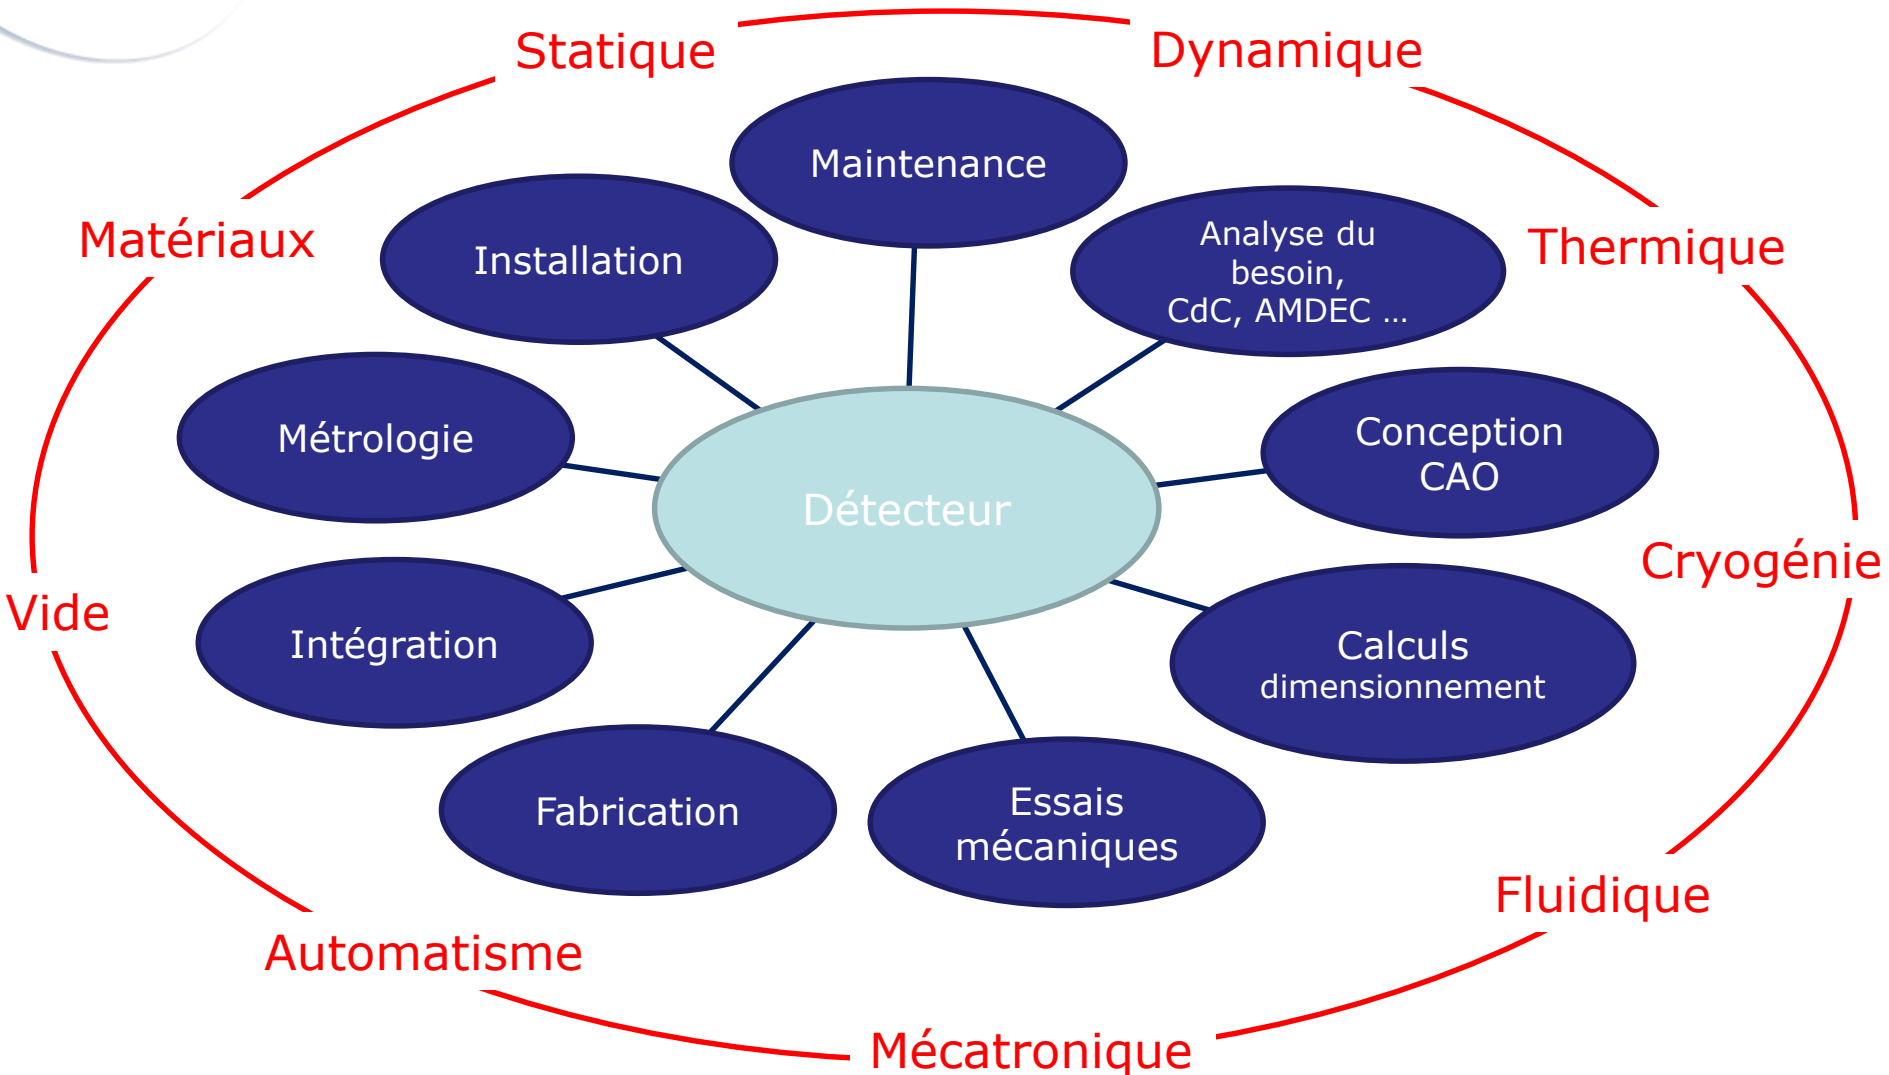 Statique
Dynamique
Maintenance
Matériaux
Installation
Analyse du
besoin,
CdC, AMDEC ...
Thermique
Métrologie
Conception
CAO
Détecteur
Cryogénie
Vide
Intégration
Calculs
dimensionnement
Fabrication
Essais
mécaniques
Fluidique
Automatisme
Mécatronique